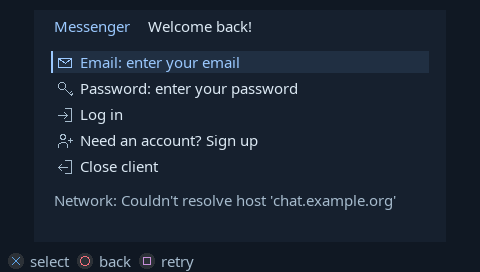 Messenger Welcome back!
Email: enter your email
Password: enter your password
Log in
Need an account? Sign up
Close client
Network: Couldn't resolve host 'chat.example.org'
select back retry